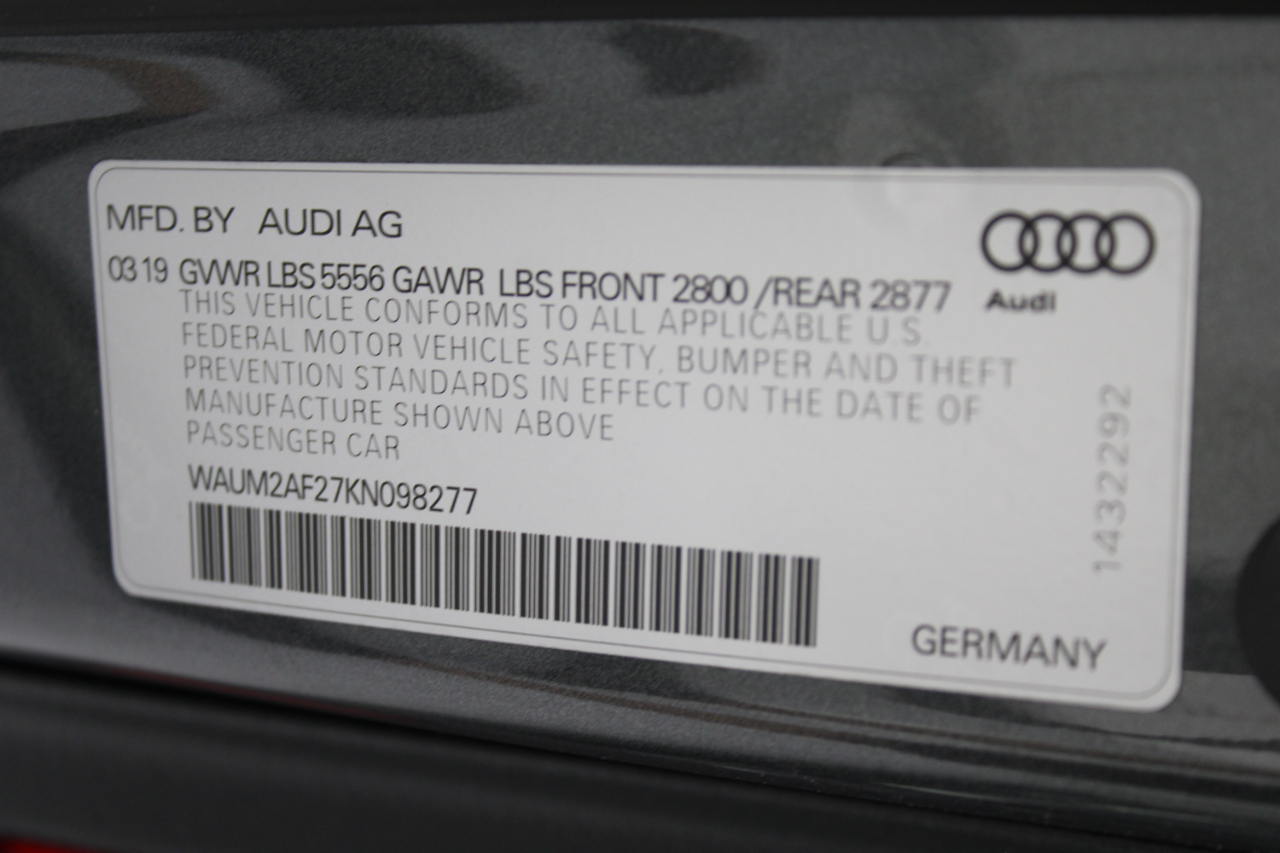 MFD. BY AUDI AG
03 19 GVWR LBS 5556 GAWR LBS FRONT 2800 /REAR 2877
Audi
THIS VEHICLE CONFORMS TO ALL APPLICABLE U.S.
FEDERAL MOTOR VEHICLE SAFETY, BUMPER AND THEFT
PREVENTION STANDARDS IN EFFECT ON THE DATE OF
MANUFACTURE SHOWN ABOVE
PASSENGER CAR
WAUM2AF27KN098277
1432292
GERMANY